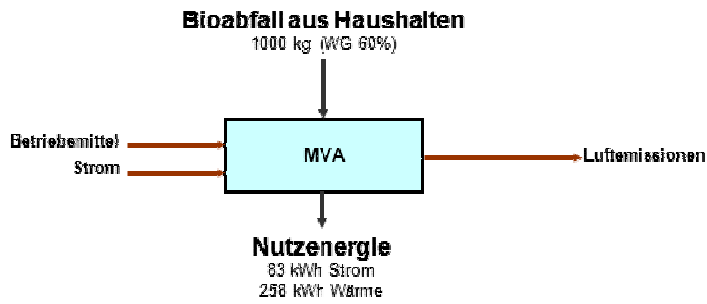 Bioabfall aus Haushalten
1000 kg (WG 60%)
Betriebsmittel
Strom
MVA
Luftemissionen
Nutzenergie
83 kWh Strom
258 kWh Wärme